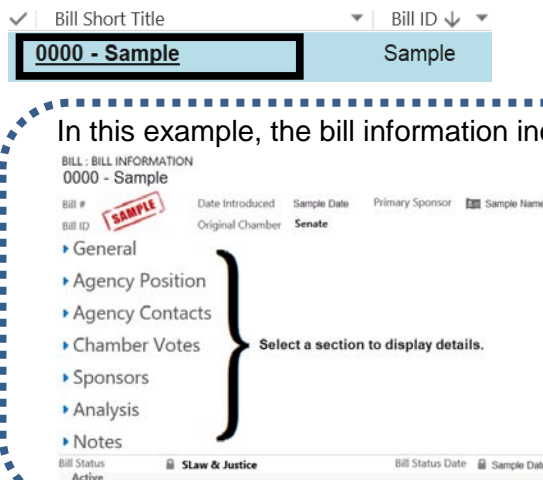 Bill Short Title Bill ID
0000 - Sample Sample
In this example, the bill information in
BILL : BILL INFORMATION
0000 - Sample
Bill # Date Introduced Sample Date Primary Sponsor Sample Name
SAMPLE
Bill ID Original Chamber Senate
General
Agency Position
Agency Contacts
Chamber Votes Select a section to display details.
Sponsors
Analysis
Notes
Bill Status SLaw & Justice Bill Status Date Sample Date
Active